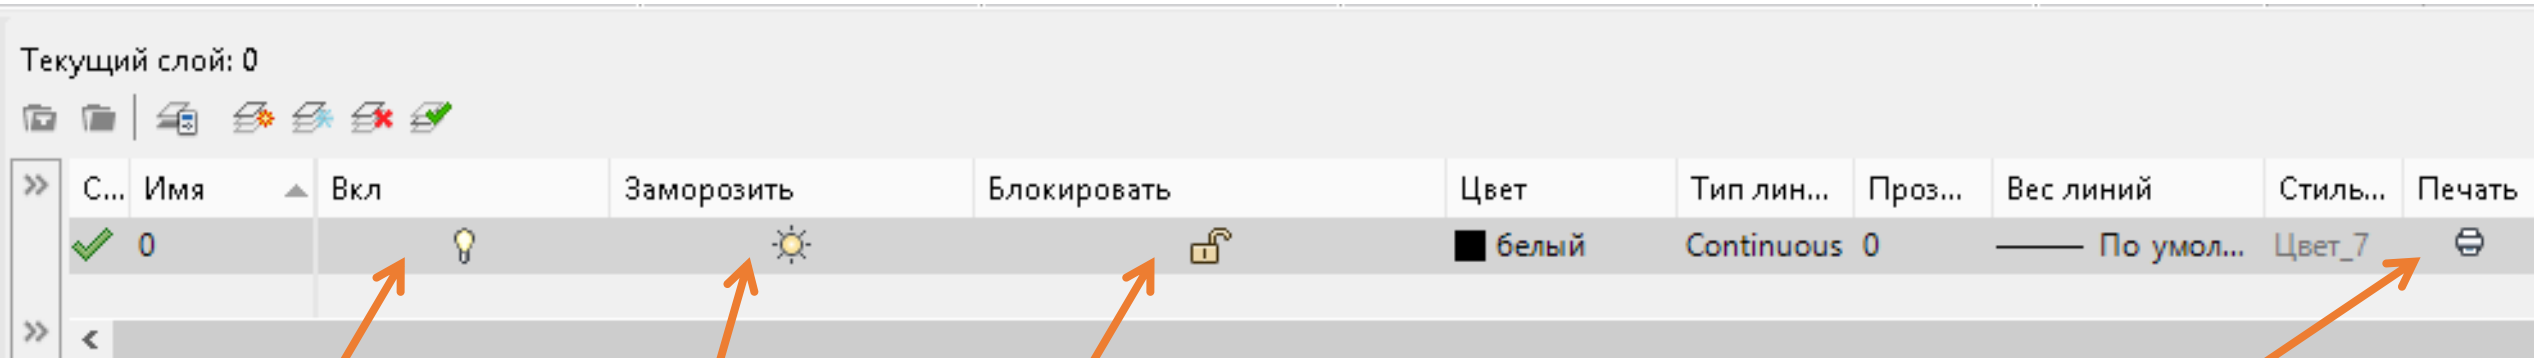 Текущий слой: 0
С... Имя Вкл Заморозить Блокировать Цвет Тип лин... Проз... Вес линий Стиль... Печать
0 белый Continuous 0 По умол... Цвет_7